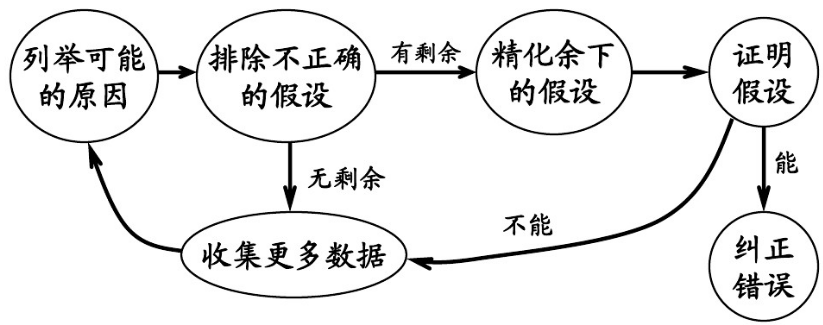 列举可能
的原因
排除不正确
的假设
有剩余
精化余下
的假设
证明
假设
无剩余
能
不能
收集更多数据
纠正
错误